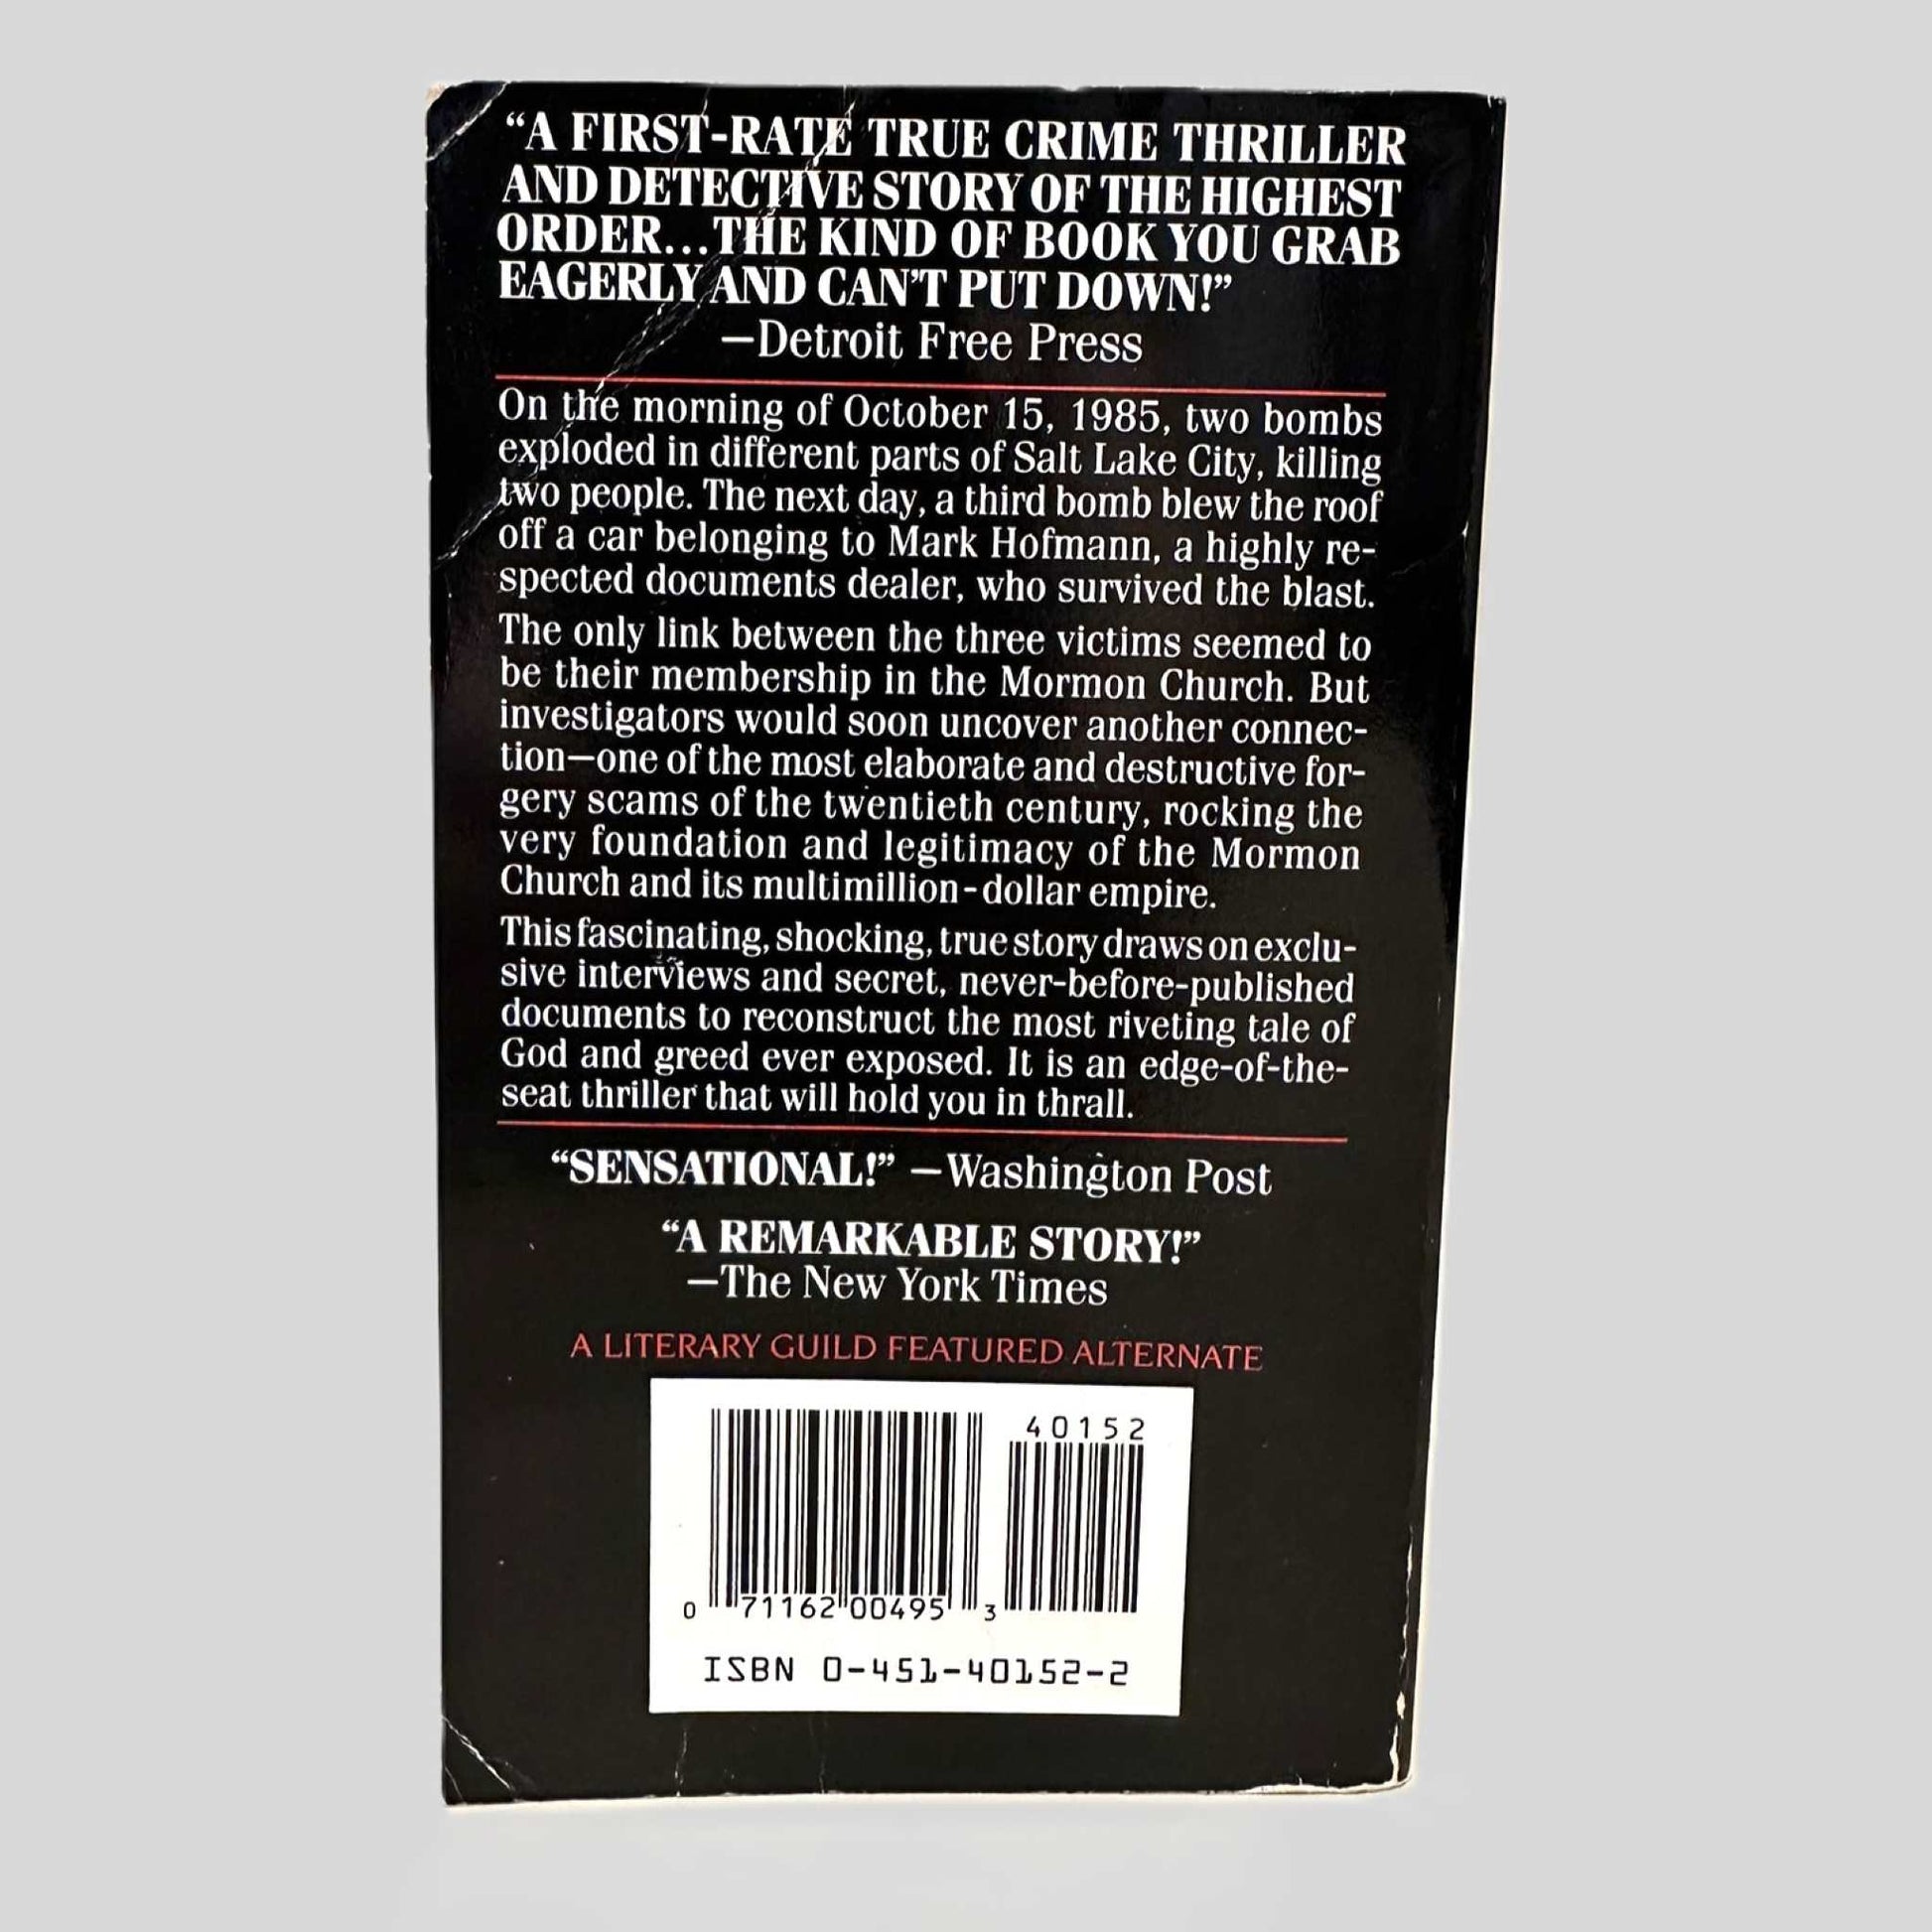 “A FIRST-RATE TRUE CRIME THRILLER
AND DETECTIVE STORY OF THE HIGHEST
ORDER...THE KIND OF BOOK YOU GRAB
EAGERLY AND CAN'T PUT DOWN!”
—Detroit Free Press
On the morning of October 15, 1985, two bombs
exploded in different parts of Salt Lake City, killing
two people. The next day, a third bomb blew the roof
off a car belonging to Mark Hofmann, a highly re-
spected documents dealer, who survived the blast.
The only link between the three victims seemed to
be their membership in the Mormon Church. But
investigators would soon uncover another connec-
tion—one of the most elaborate and destructive for-
gery scams of the twentieth century, rocking the
very foundation and legitimacy of the Mormon
Church and its multimillion-dollar empire.
This fascinating, shocking, true story draws on exclu-
sive interviews and secret, never-before-published
documents to reconstruct the most riveting tale of
God and greed ever exposed. It is an edge-of-the-
seat thriller that will hold you in thrall.
“SENSATIONAL!” —Washington Post
“A REMARKABLE STORY!”
—The New York Times
A LITERARY GUILD FEATURED ALTERNATE
40152
0 71162 00495 3
ISBN 0-451-40152-2